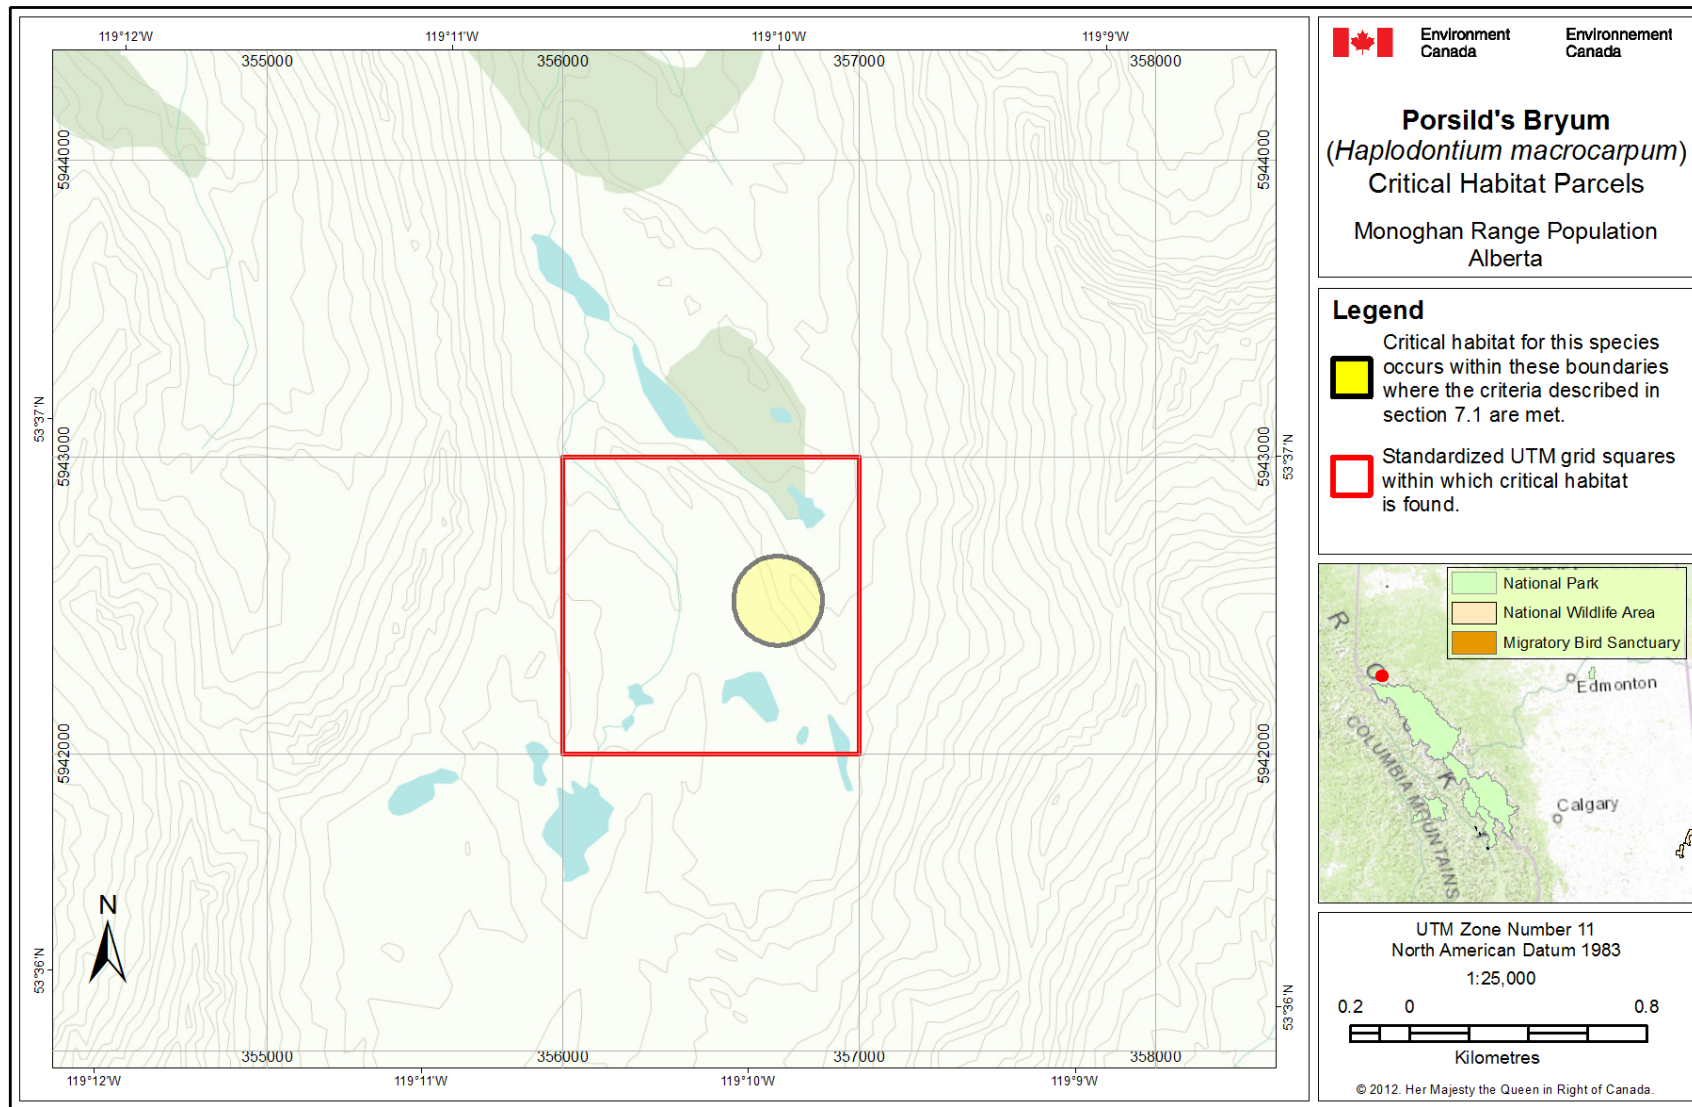 119°12'W 119°11'W 119°10'W 119°9'W
355000 356000 357000 358000
5944000 5944000
53°37'N 5943000 5943000 53°37'N
5942000 5942000
N
53°36'N 53°36'N
355000 356000 357000 358000
119°12'W 119°11'W 119°10'W 119°9'W
Environment Environnement
Canada Canada
Porsild's Bryum
(Haplodontium macrocarpum)
Critical Habitat Parcels
Monoghan Range Population
Alberta
Legend
Critical habitat for this species
occurs within these boundaries
where the criteria described in
section 7.1 are met.
Standardized UTM grid squares
within which critical habitat
is found.
National Park
National Wildlife Area
Migratory Bird Sanctuary
R
O
K
Edmonton
COLUMBIA MOUNTAINS
Calgary
UTM Zone Number 11
North American Datum 1983
1:25,000
0.2 0 0.8
Kilometres
© 2012. Her Majesty the Queen in Right of Canada.